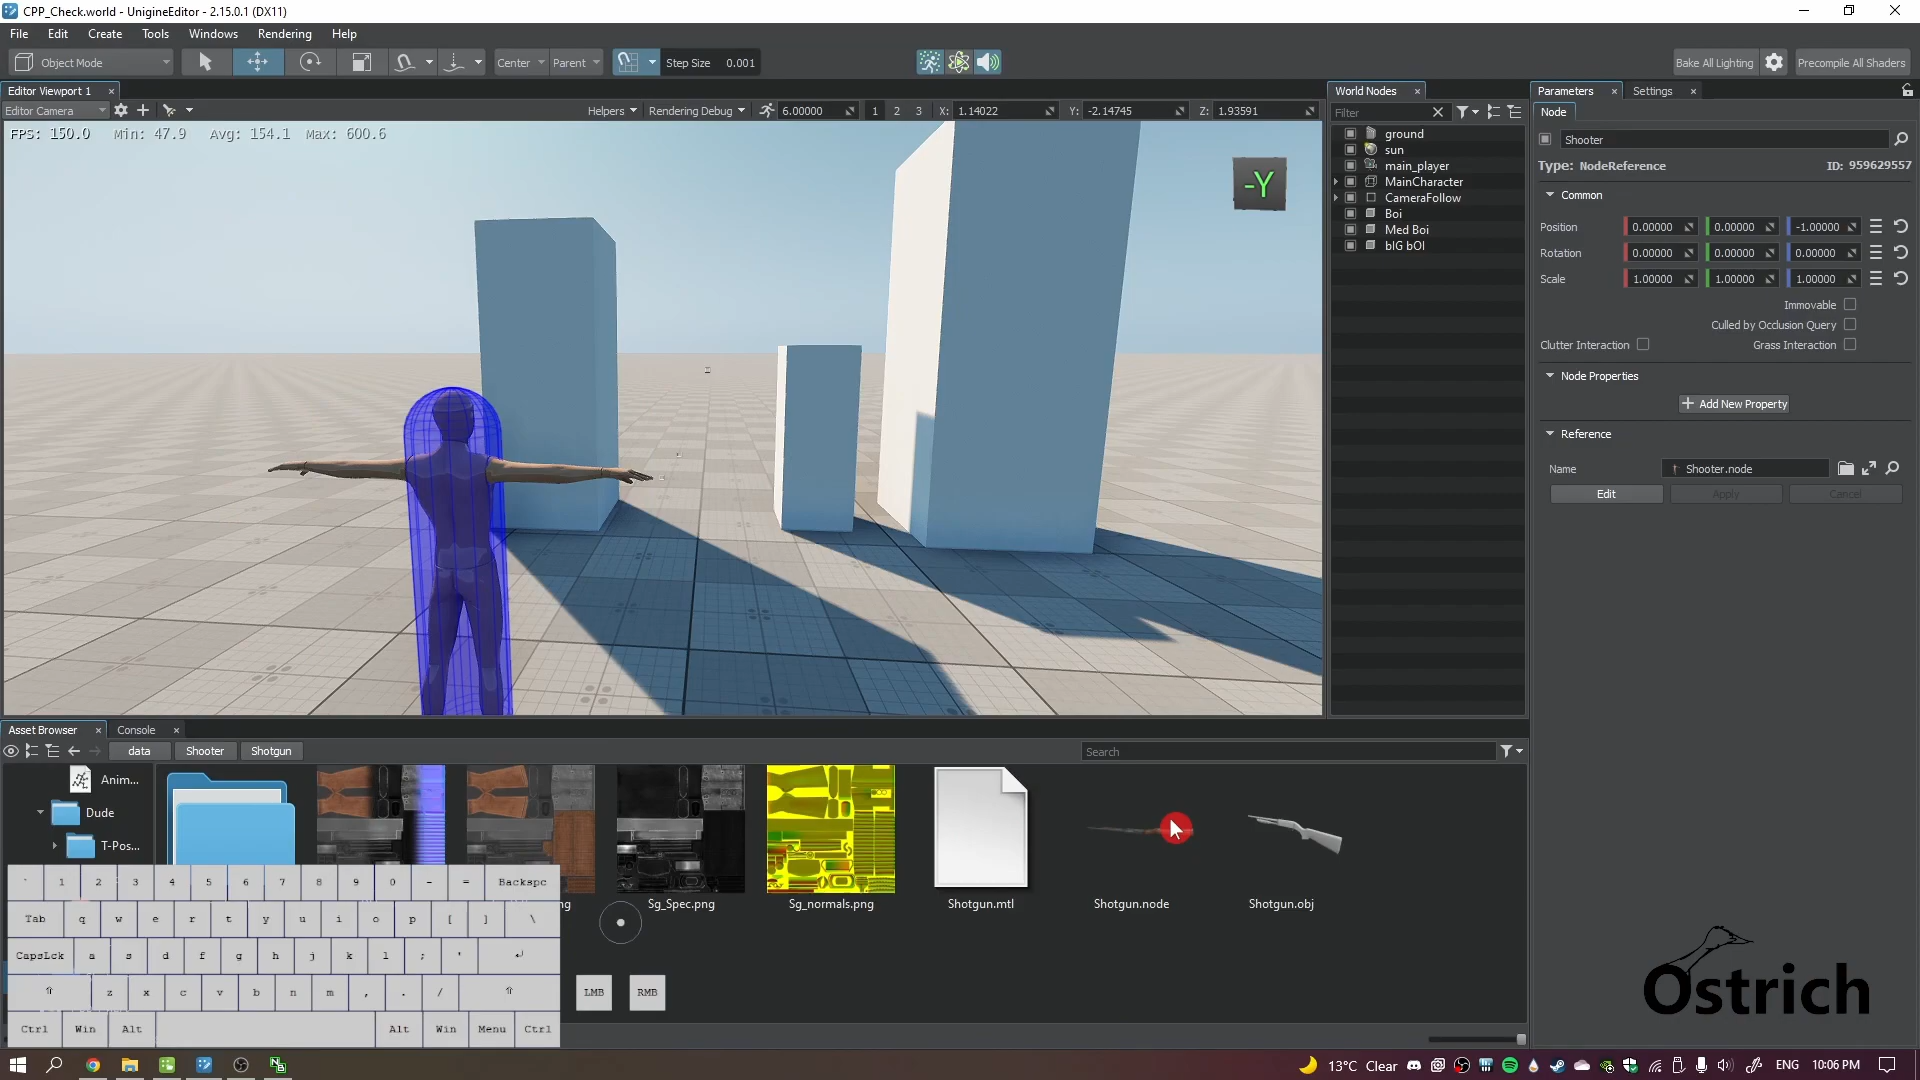 CPP_Check.world - UnigineEditor - 2.15.0.1 (DX11)
File Edit Create Tools Windows Rendering Help
Object Mode Center Parent Step Size 0.001 Bake All Lighting Precompile All Shaders
Editor Viewport 1
Editor Camera Helpers Rendering Debug 6.00000 1 2 3 X: 1.14022 Y: -2.14745 Z: 1.93591
FPS: 150.0 Min: 47.9 Avg: 154.1 Max: 600.6
-Y
World Nodes
Filter
ground
sun
main_player
MainCharacter
CameraFollow
Boi
Med Boi
bIG bOI
Parameters Settings
Node
Shooter
Type: NodeReference ID: 959629557
Common
Position 0.00000 0.00000 -1.00000
Rotation 0.00000 0.00000 0.00000
Scale 1.00000 1.00000 1.00000
Immovable
Culled by Occlusion Query
Clutter Interaction Grass Interaction
Node Properties
Add New Property
Reference
Name Shooter.node
Edit Apply Cancel
Asset Browser Console
data Shooter Shotgun Search
Anim...
Dude
T-Pos...
ng Sg_Spec.png Sg_normals.png Shotgun.mtl Shotgun.node Shotgun.obj
` 1 2 3 4 5 6 7 8 9 0 - = Backspc
Tab q w e r t y u i o p [ ] \
CapsLck a s d f g h j k l ; '
z x c v b n m , . /
Ctrl Win Alt Alt Win Menu Ctrl
LMB RMB
Ostrich
13°C Clear ENG 10:06 PM